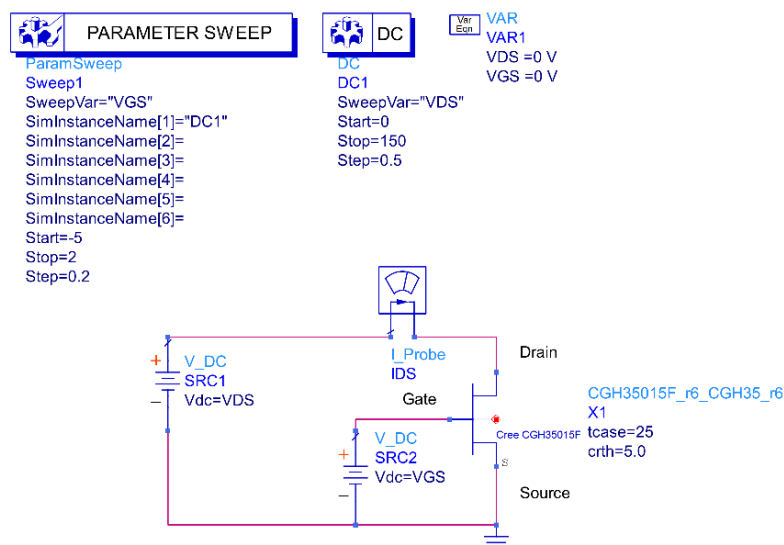 PARAMETER SWEEP
ParamSweep
Sweep1
SweepVar="VGS"
SimInstanceName[1]="DC1"
SimInstanceName[2]=
SimInstanceName[3]=
SimInstanceName[4]=
SimInstanceName[5]=
SimInstanceName[6]=
Start=-5
Stop=2
Step=0.2
DC
DC
DC1
SweepVar="VDS"
Start=0
Stop=150
Step=0.5
Var
Eqn
VAR
VAR1
VDS =0 V
VGS =0 V
I_Probe
IDS
Drain
+
V_DC
SRC1
Vdc=VDS
–
Gate
CGH35015F_r6_CGH35_r6
X1
tcase=25
crth=5.0
Cree CGH35015F
S
+
V_DC
SRC2
Vdc=VGS
–
Source